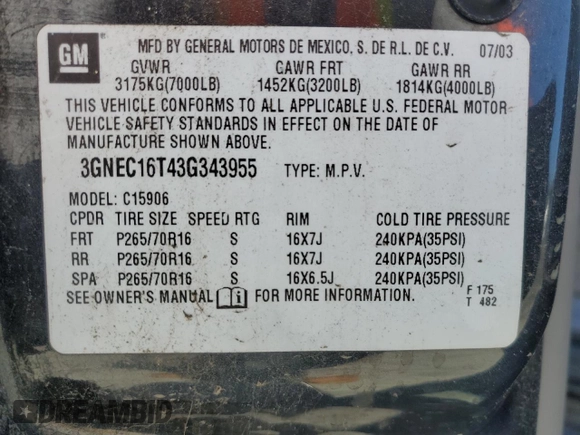 GM
MFD BY GENERAL MOTORS DE MEXICO, S. DE R.L. DE C.V. 07/03
GVWR GAWR FRT GAWR RR
3175KG(7000LB) 1452KG(3200LB) 1814KG(4000LB)
THIS VEHICLE CONFORMS TO ALL APPLICABLE U.S. FEDERAL MOTOR
VEHICLE SAFETY STANDARDS IN EFFECT ON THE DATE OF
MANUFACTURE SHOWN ABOVE.
3GNEC16T43G343955 TYPE: M.P.V.
MODEL: C15906
CPDR TIRE SIZE SPEED RTG RIM COLD TIRE PRESSURE
FRT P265/70R16 S 16X7J 240KPA(35PSI)
RR P265/70R16 S 16X7J 240KPA(35PSI)
SPA P265/70R16 S 16X6.5J 240KPA(35PSI)
SEE OWNER'S MANUAL i FOR MORE INFORMATION.
F 175
T 482
DREAMBID